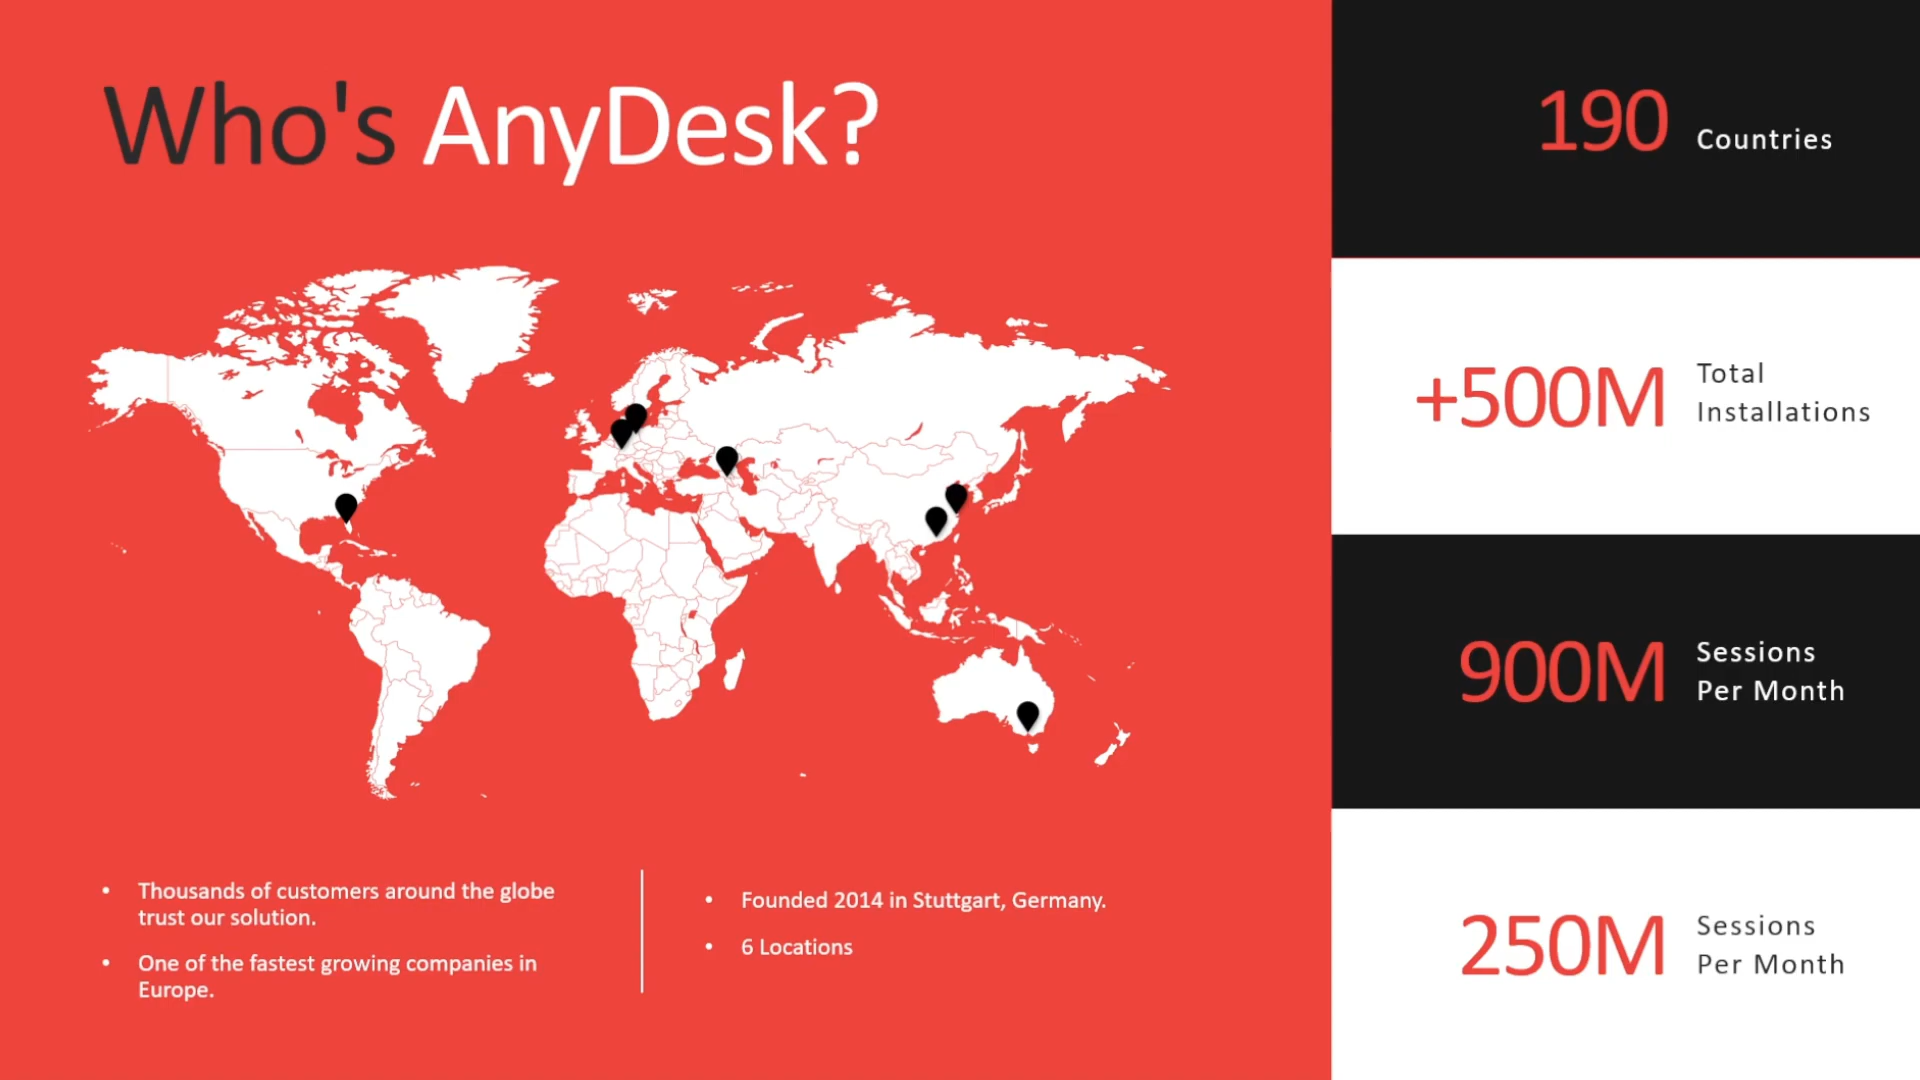 Who's AnyDesk?
• Thousands of customers around the globe
trust our solution.
• One of the fastest growing companies in
Europe.
• Founded 2014 in Stuttgart, Germany.
• 6 Locations
190 Countries
+500M Total
Installations
900M Sessions
Per Month
250M Sessions
Per Month